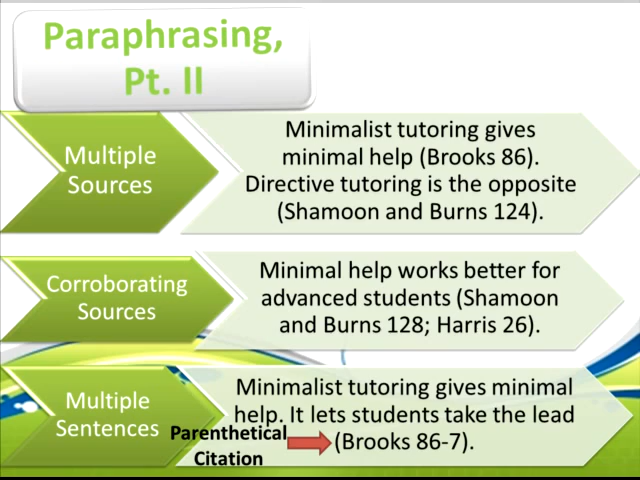 Paraphrasing,
Pt. II
Multiple
Sources
Minimalist tutoring gives
minimal help (Brooks 86).
Directive tutoring is the opposite
(Shamoon and Burns 124).
Corroborating
Sources
Minimal help works better for
advanced students (Shamoon
and Burns 128; Harris 26).
Multiple
Sentences
Minimalist tutoring gives minimal
help. It lets students take the lead
(Brooks 86-7).
Parenthetical
Citation